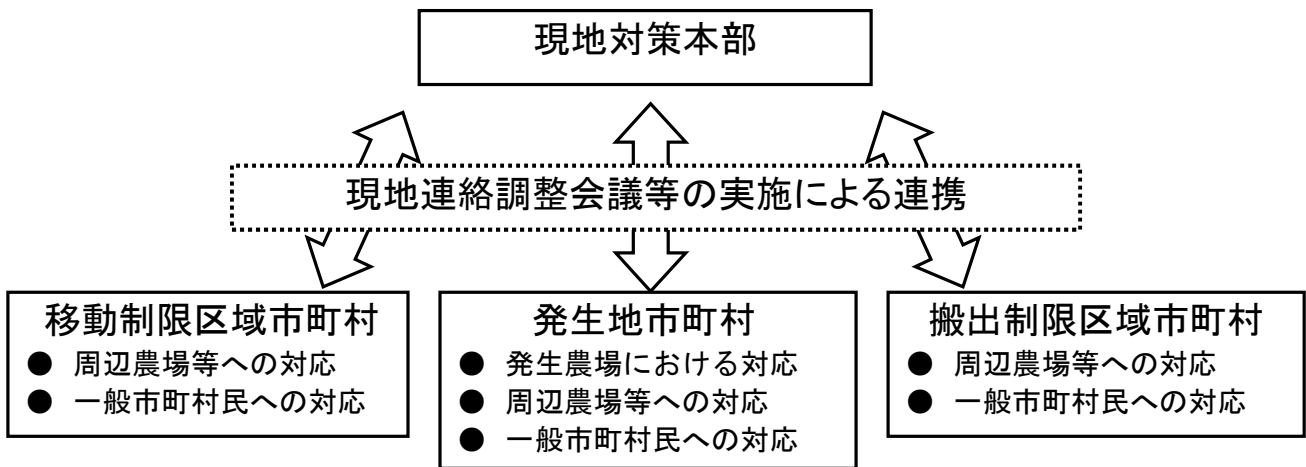 現地対策本部
現地連絡調整会議等の実施による連携
移動制限区域市町村
● 周辺農場等への対応
● 一般市町村民への対応
発生地市町村
● 発生農場における対応
● 周辺農場等への対応
● 一般市町村民への対応
搬出制限区域市町村
● 周辺農場等への対応
● 一般市町村民への対応